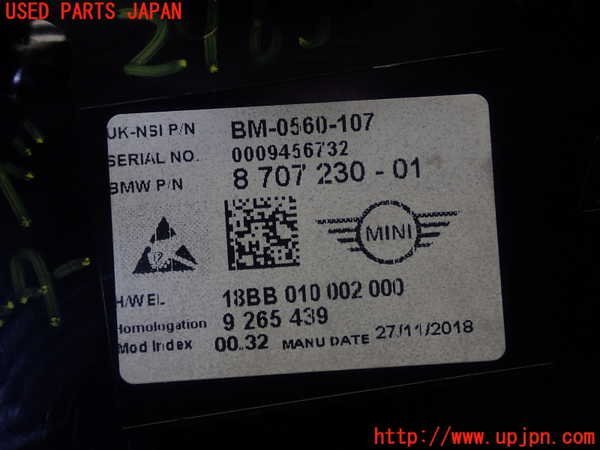 USED PARTS JAPAN
UK-NSI P/N BM-0560-107
SERIAL NO. 0009456732
BMW P/N 8 707 230 - 01
MINI
H/WEL 18BB 010 002 000
Homologation 9 265 439
Mod Index 00.32 MANU DATE 27/11/2018
http://www.upjpn.com/